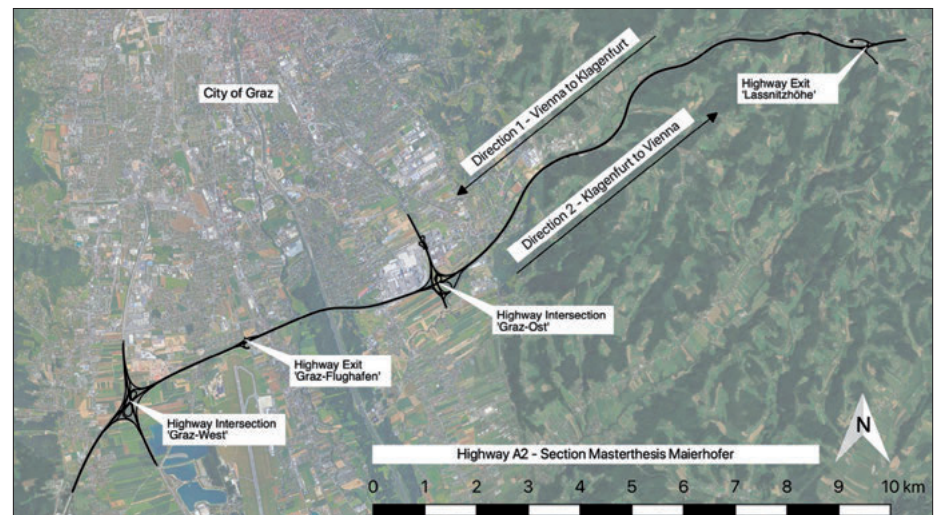 City of Graz
Direction 1 - Vienna to Klagenfurt
Highway Exit
'Lassnitzhöhe'
Direction 2 - Klagenfurt to Vienna
Highway Intersection
'Graz-Ost'
Highway Exit
'Graz-Flughafen'
Highway Intersection
'Graz-West'
N
Highway A2 - Section Masterthesis Maierhofer
0 1 2 3 4 5 6 7 8 9 10 km